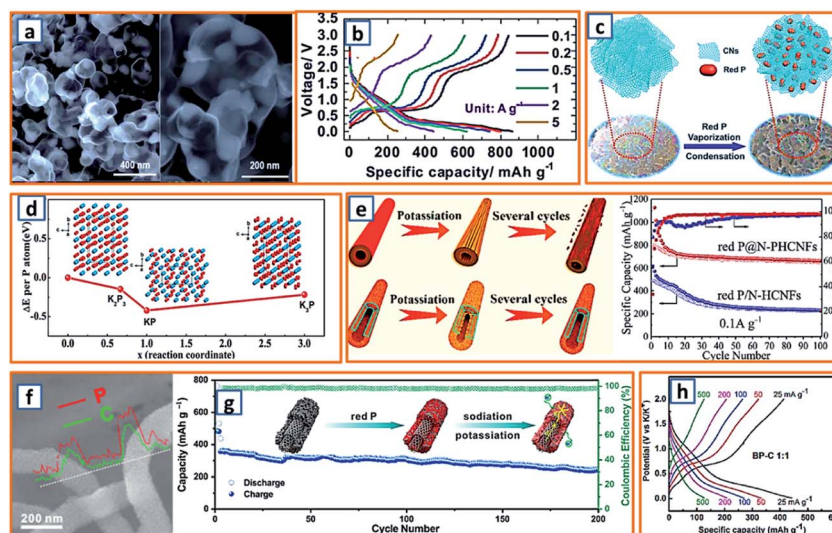 a
400 nm
200 nm
b
Voltage/ V
3.0
2.5
2.0
1.5
1.0
0.5
0.0
0 200 400 600 800 1000
Specific capacity/ mAh g⁻¹
0.1
0.2
0.5
1
2
5
Unit: A g⁻¹
c
CNs
Red P
Red P
Vaporization
Condensation
d
ΔE per P atom(eV)
0.5
0.0
-0.5
K₂P₃
KP
K₃P
0.0 0.5 1.0 1.5 2.0 2.5 3.0
x (reaction coordinate)
e
Potassiation
Several cycles
Potassiation
Several cycles
Specific Capacity (mAh g⁻¹)
1200
1000
800
600
400
200
0
red P@N-PHCNFs
red P/N-HCNFs
0.1A g⁻¹
0 10 20 30 40 50 60 70 80 90 100
Cycle Number
80
60
40
20
f
P
C
200 nm
g
Capacity (mAh g⁻¹)
800
600
400
200
0
red P
sodiation
potassiation
Discharge
Charge
0 50 100 150 200
Cycle Number
Coulombic Efficiency (%)
100
80
60
40
20
0
h
Potential (V vs K/K⁺)
2.0
1.5
1.0
0.5
0.0
500 200 100 50 25 mA g⁻¹
BP-C 1:1
500 200 100 50 25 mA g⁻¹
0 100 200 300 400 500
Specific capacity (mAh g⁻¹)